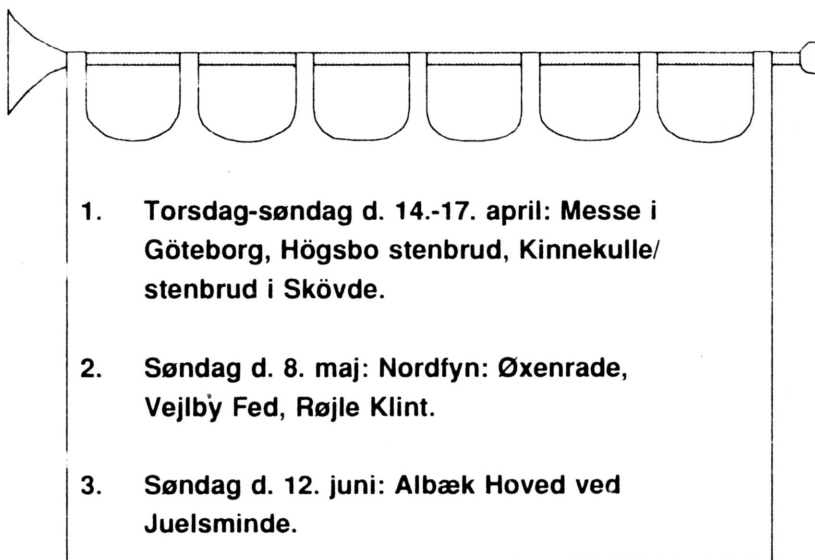 1. Torsdag-søndag d. 14.-17. april: Messe i
Göteborg, Högsbo stenbrud, Kinnekulle/
stenbrud i Skövde.
2. Søndag d. 8. maj: Nordfyn: Øxenrade,
Vejlby Fed, Røjle Klint.
3. Søndag d. 12. juni: Albæk Hoved ved
Juelsminde.